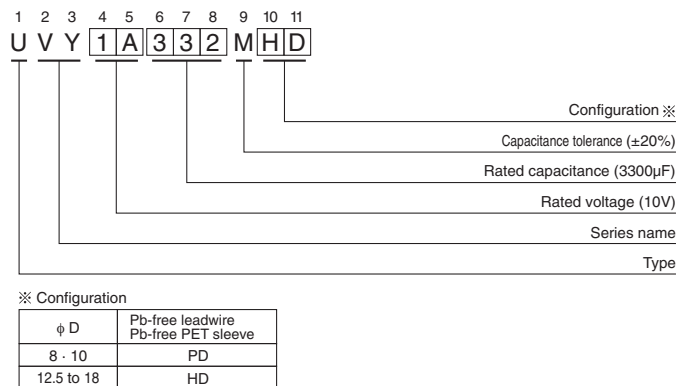 1 2 3 4 5 6 7 8 9 10 11
U V Y 1 A 3 3 2 M H D
Configuration ※
Capacitance tolerance (±20%)
Rated capacitance (3300µF)
Rated voltage (10V)
Series name
Type
※ Configuration
ϕ D
Pb-free leadwire
Pb-free PET sleeve
8 · 10 PD
12.5 to 18 HD